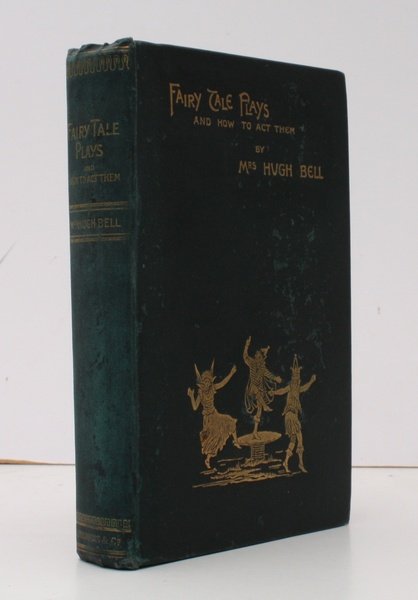 FAIRY TALE PLAYS
AND HOW TO ACT THEM
BY
MRS HUGH BELL
FAIRY TALE
PLAYS
AND
HOW TO ACT THEM
HUGH BELL
& Co